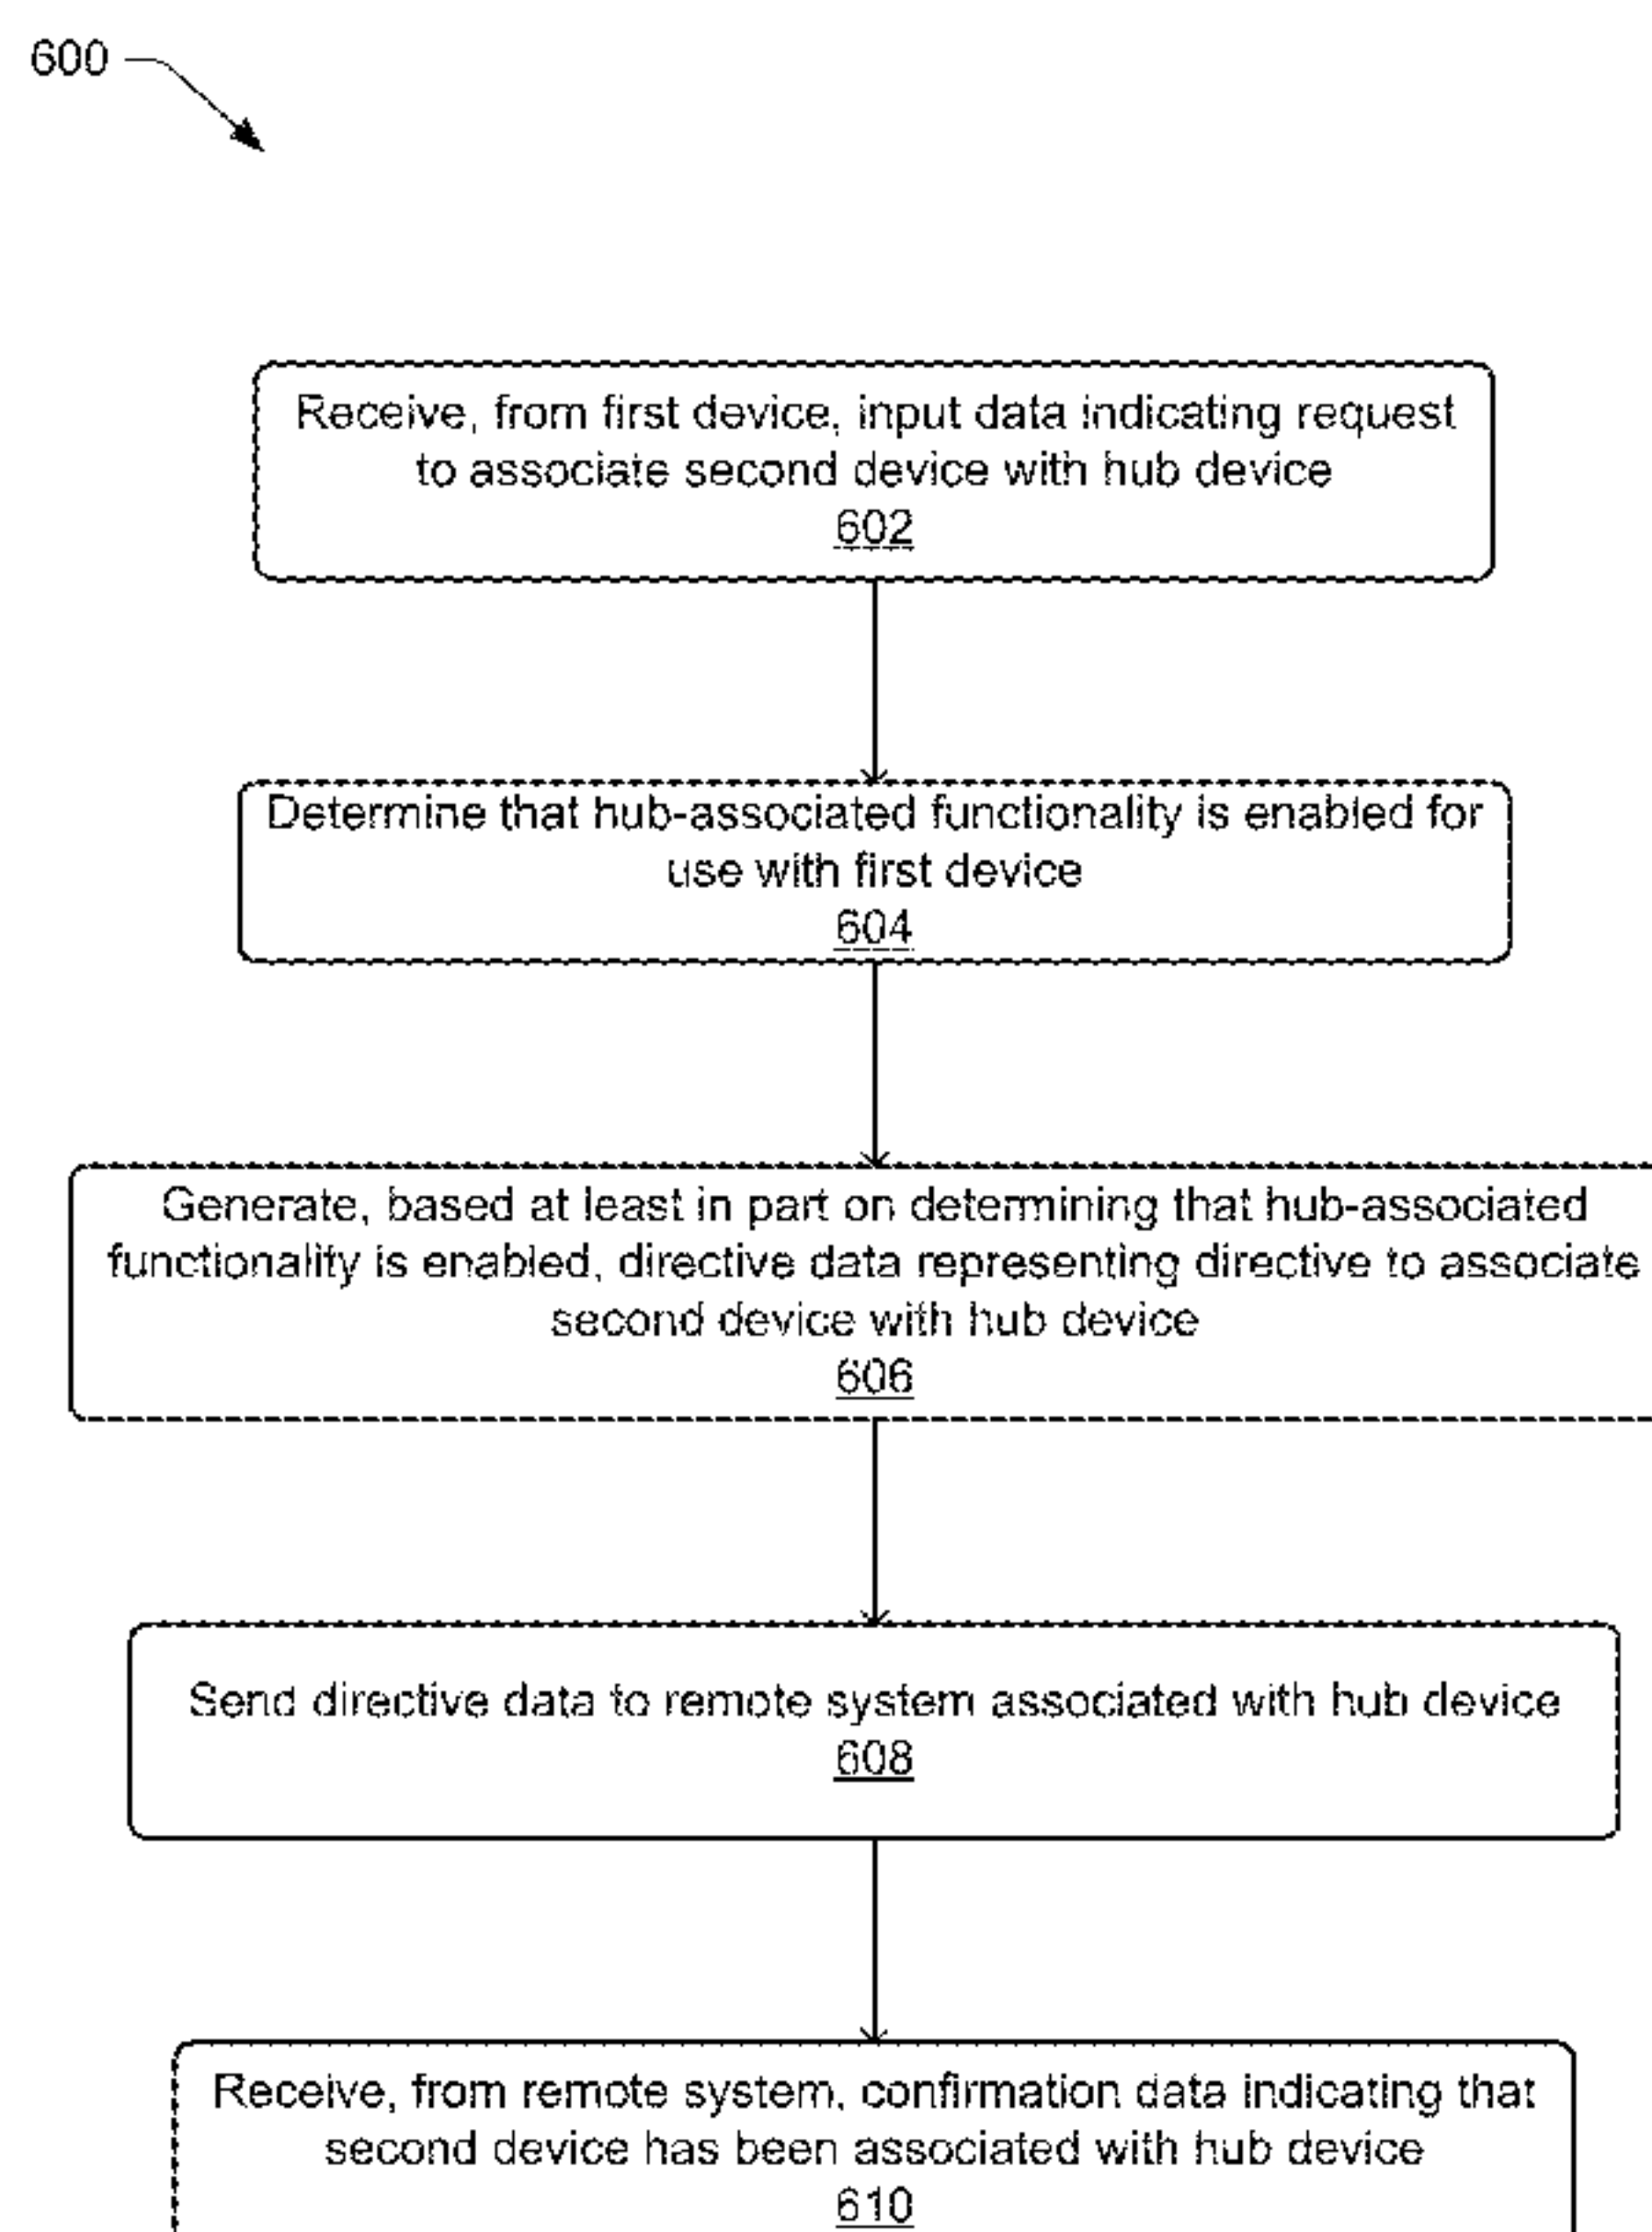 600
Receive, from first device, input data indicating request
to associate second device with hub device
602
Determine that hub-associated functionality is enabled for
use with first device
604
Generate, based at least in part on determining that hub-associated
functionality is enabled, directive data representing directive to associate
second device with hub device
606
Send directive data to remote system associated with hub device
608
Receive, from remote system, confirmation data indicating that
second device has been associated with hub device
610